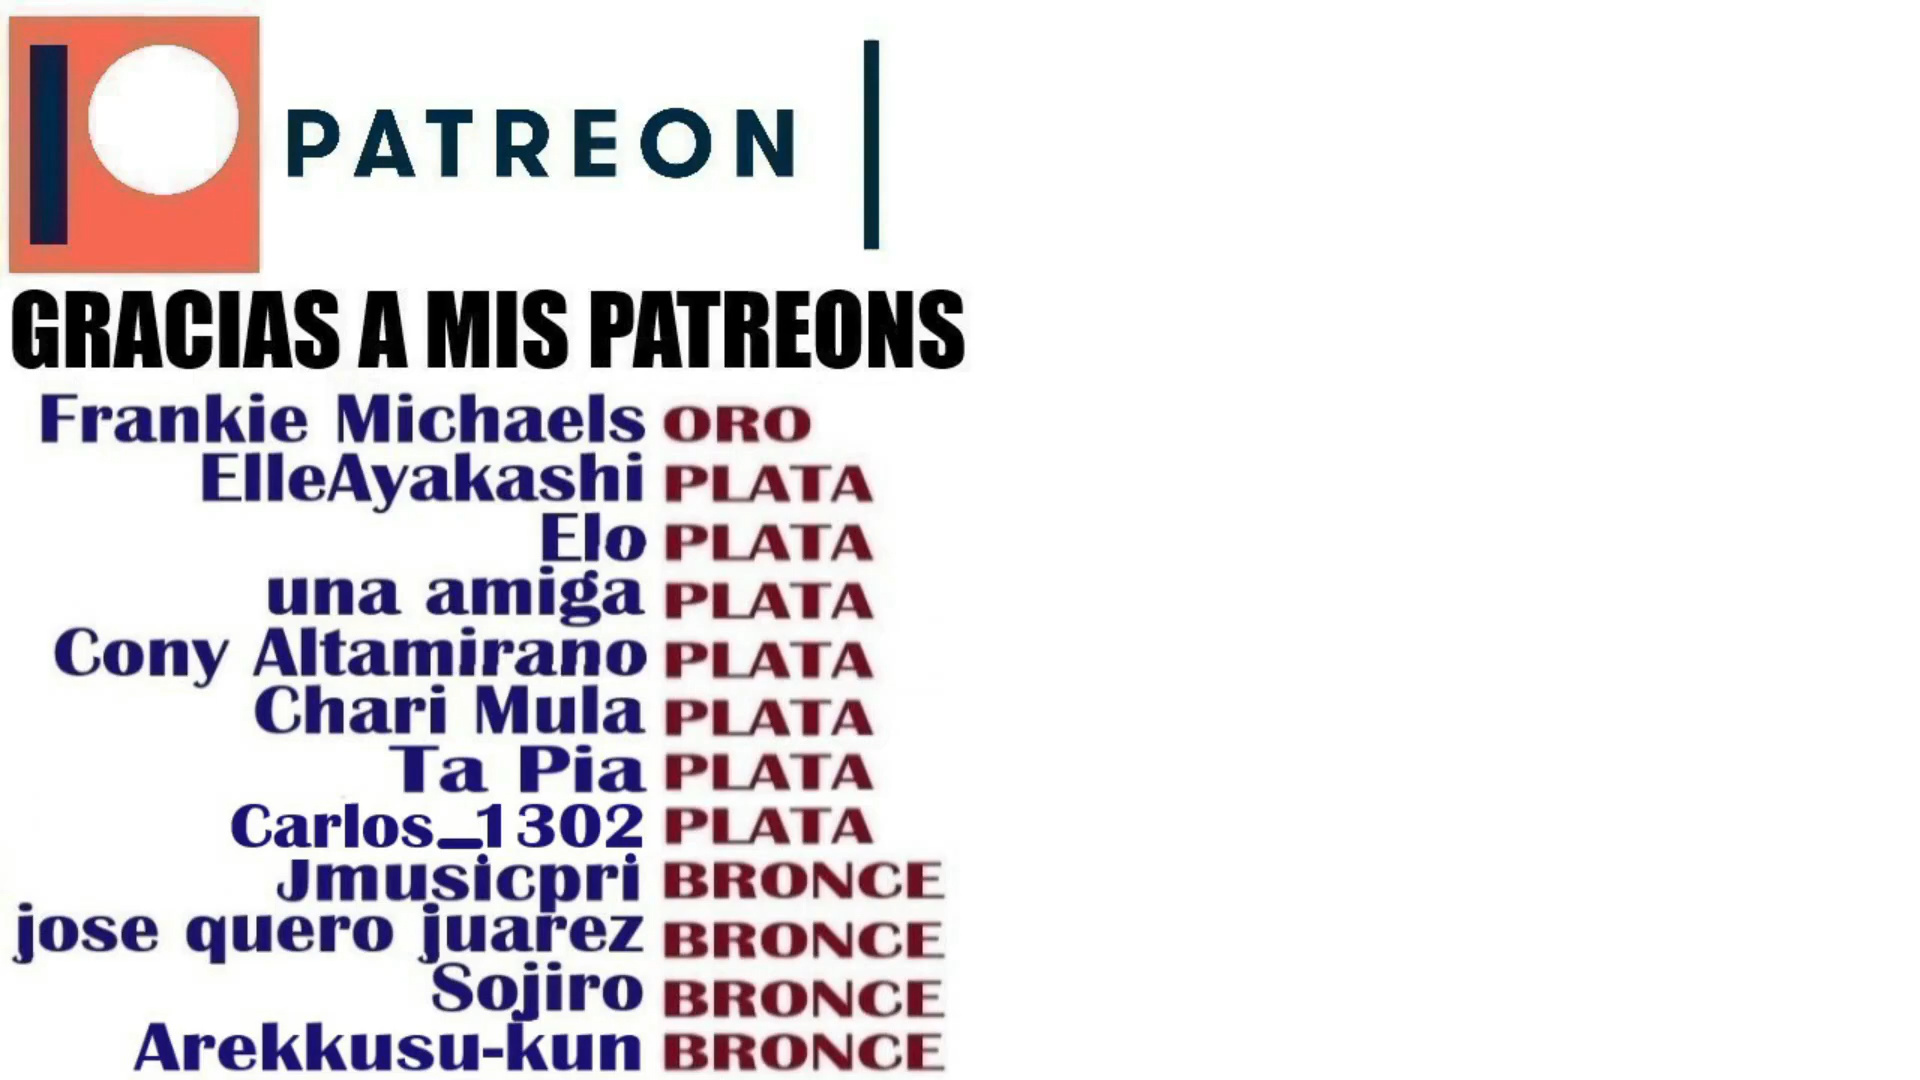 PATREON
GRACIAS A MIS PATREONS
Frankie Michaels ORO
ElleAyakashi PLATA
Elo PLATA
una amiga PLATA
Cony Altamirano PLATA
Chari Mula PLATA
Ta Pia PLATA
Carlos_1302 PLATA
Jmusicpri BRONCE
jose quero juarez BRONCE
Sojiro BRONCE
Arekkusu-kun BRONCE